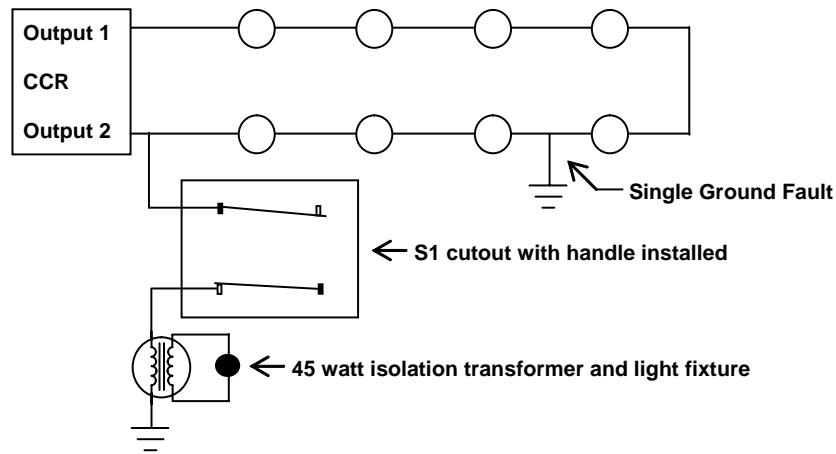 Output 1
CCR
Output 2
Single Ground Fault
S1 cutout with handle installed
45 watt isolation transformer and light fixture